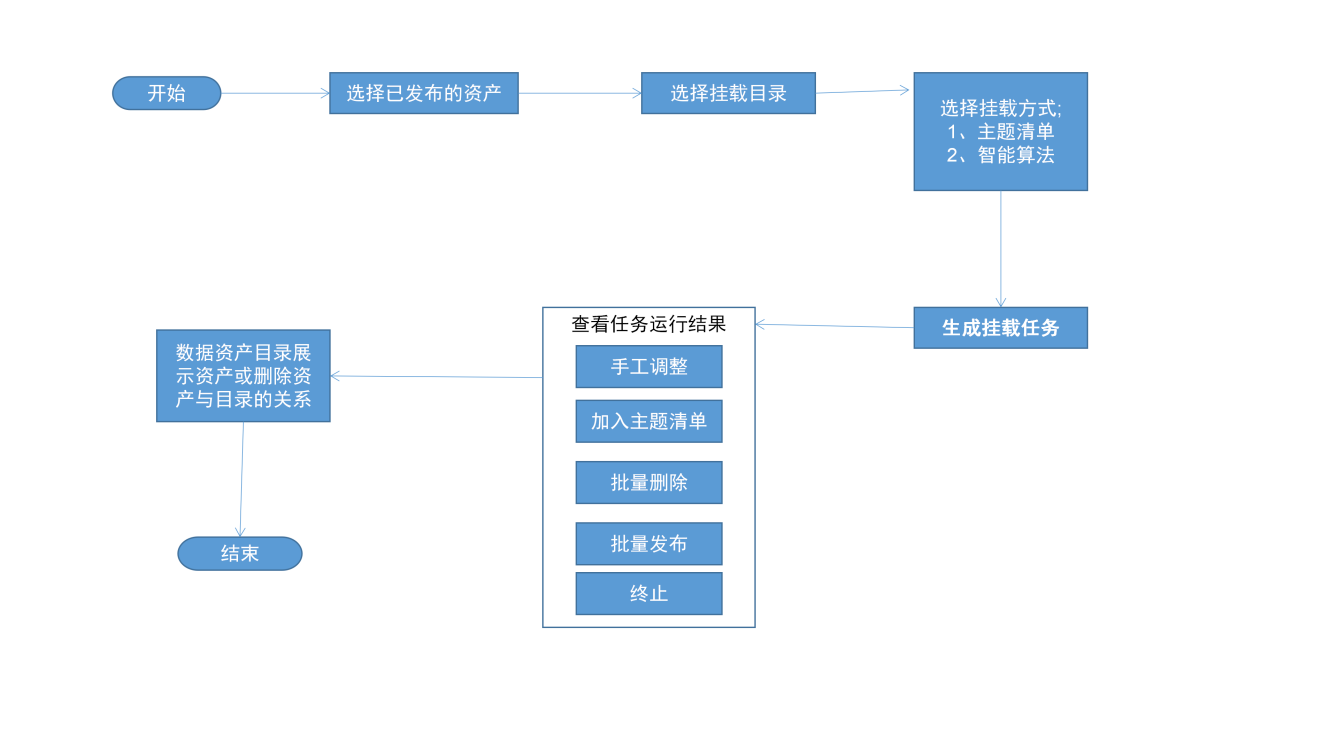 开始
选择已发布的资产
选择挂载目录
选择挂载方式;
1、主题清单
2、智能算法
生成挂载任务
查看任务运行结果
手工调整
加入主题清单
批量删除
批量发布
终止
数据资产目录展
示资产或删除资
产与目录的关系
结束